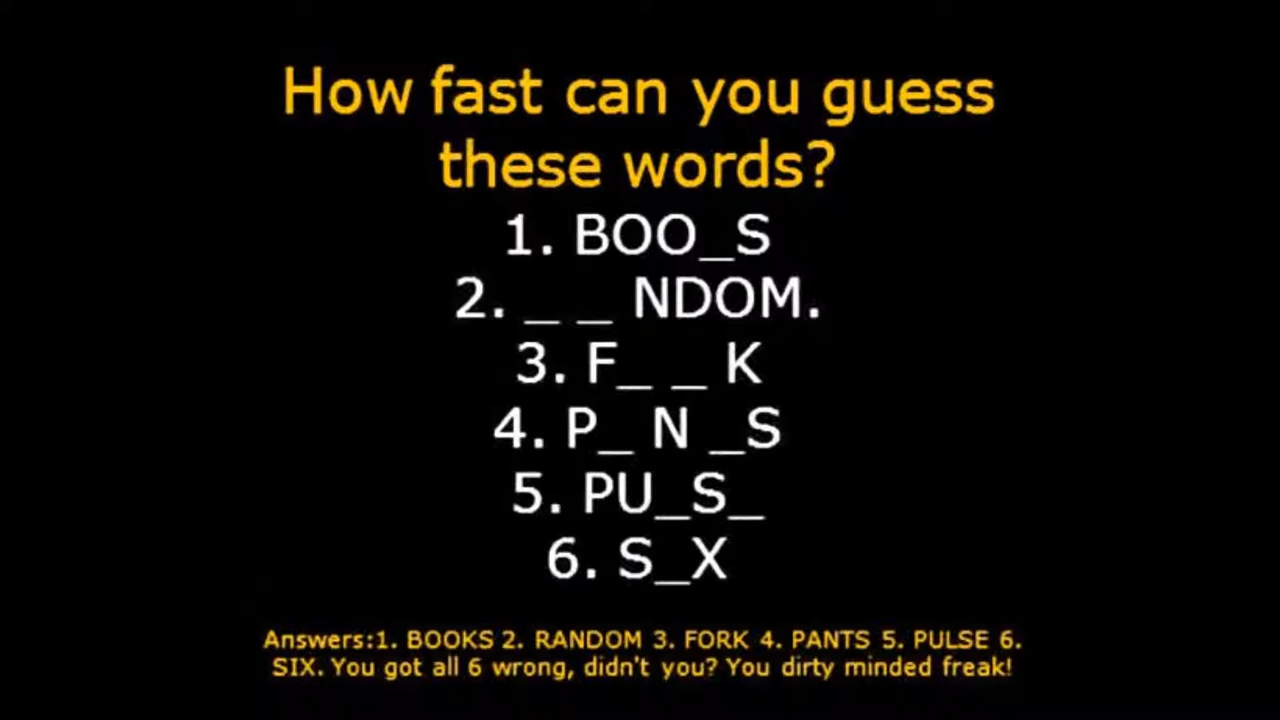 How fast can you guess
these words?
1. BOO_S
2. _ _ NDOM.
3. F_ _ K
4. P_ N _S
5. PU_S_
6. S_X
Answers:1. BOOKS 2. RANDOM 3. FORK 4. PANTS 5. PULSE 6.
SIX. You got all 6 wrong, didn't you? You dirty minded freak!